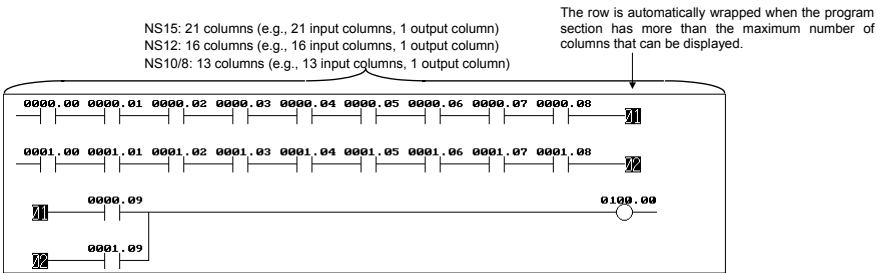 NS15: 21 columns (e.g., 21 input columns, 1 output column)
NS12: 16 columns (e.g., 16 input columns, 1 output column)
NS10/8: 13 columns (e.g., 13 input columns, 1 output column)
The row is automatically wrapped when the program
section has more than the maximum number of
columns that can be displayed.
0000.00 0000.01 0000.02 0000.03 0000.04 0000.05 0000.06 0000.07 0000.08
01
0001.00 0001.01 0001.02 0001.03 0001.04 0001.05 0001.06 0001.07 0001.08
02
0000.09 0100.00
01
0001.09
02